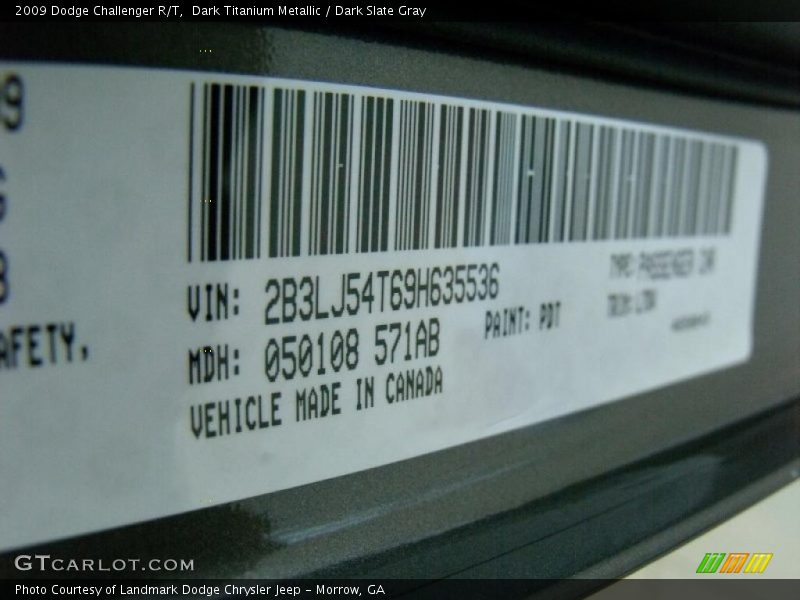 2009 Dodge Challenger R/T,  Dark Titanium Metallic / Dark Slate Gray
9
8
AFETY,
VIN: 2B3LJ54T69H635536
TYPE: PASSENGER CAR
MDH: 050108 571AB
PAINT: PDT
VEHICLE MADE IN CANADA
GTCARLOT.COM
Photo Courtesy of Landmark Dodge Chrysler Jeep – Morrow, GA